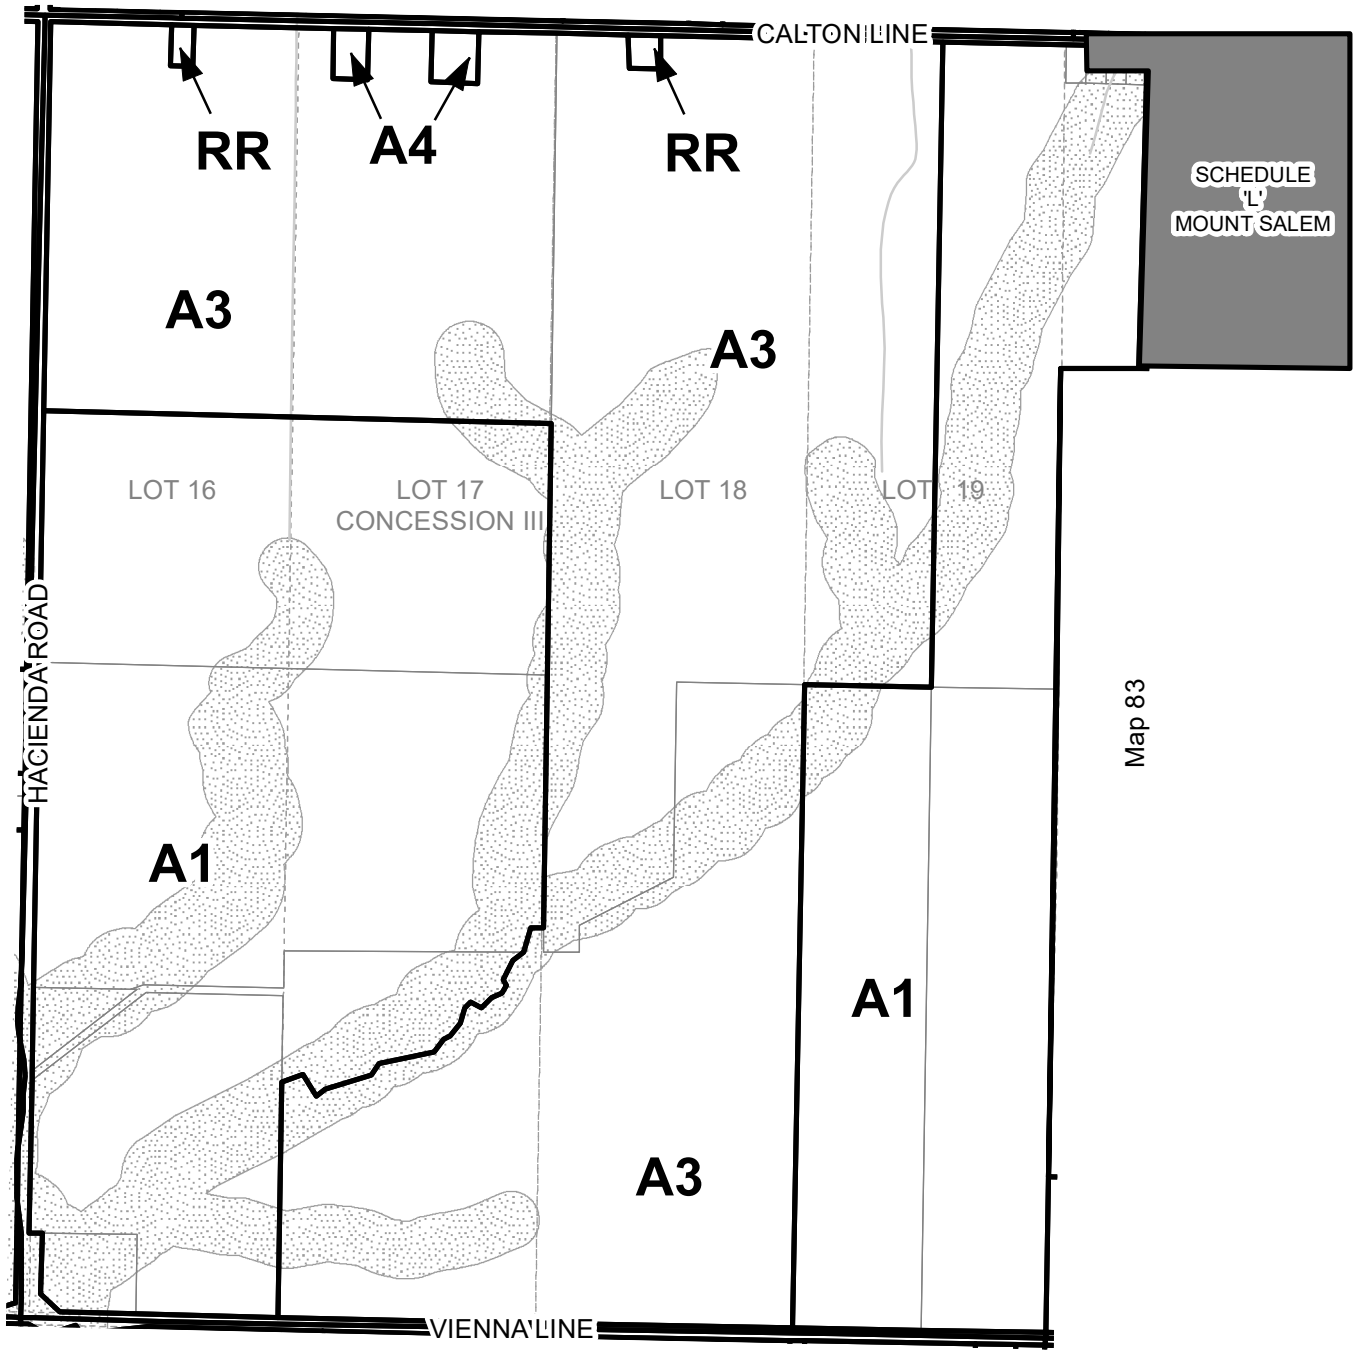 CALTON LINE
RR
A4
RR
SCHEDULE
'L'
MOUNT SALEM
A3
A3
LOT 16
LOT 17
CONCESSION III
LOT 18
LOT 19
HACIENDA ROAD
Map 83
A1
A1
A3
VIENNA LINE